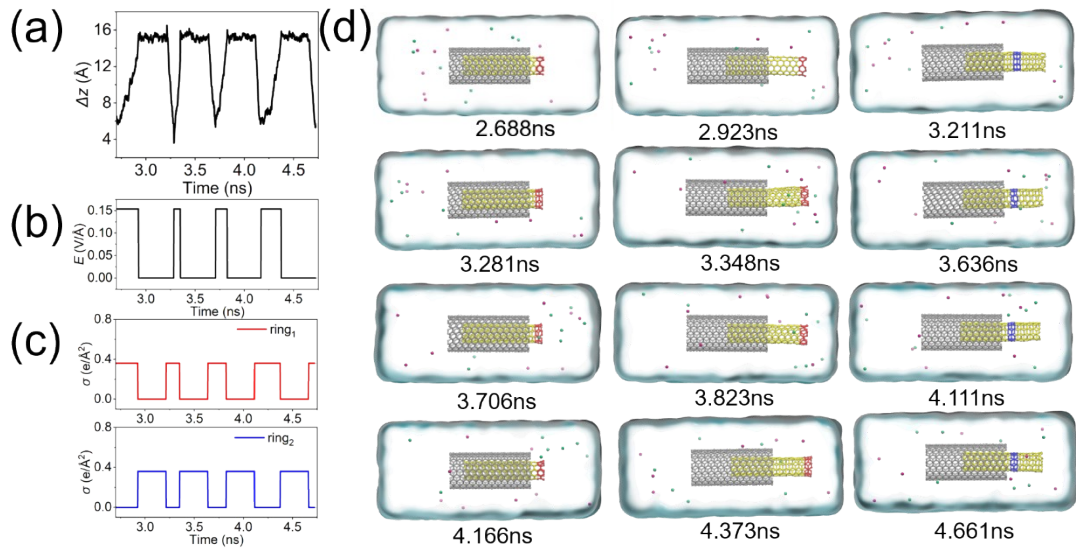 (a)
16
12
8
4
Δz (Å)
3.0 3.5 4.0 4.5
Time (ns)
(b)
0.15
0.10
0.05
0.00
E (V/Å)
3.0 3.5 4.0 4.5
Time (ns)
(c)
0.8
0.4
0.0
σ (e/Å²)
ring₁
3.0 3.5 4.0 4.5
Time (ns)
0.8
0.4
0.0
σ (e/Å²)
ring₂
3.0 3.5 4.0 4.5
Time (ns)
(d)
2.688ns 2.923ns 3.211ns
3.281ns 3.348ns 3.636ns
3.706ns 3.823ns 4.111ns
4.166ns 4.373ns 4.661ns